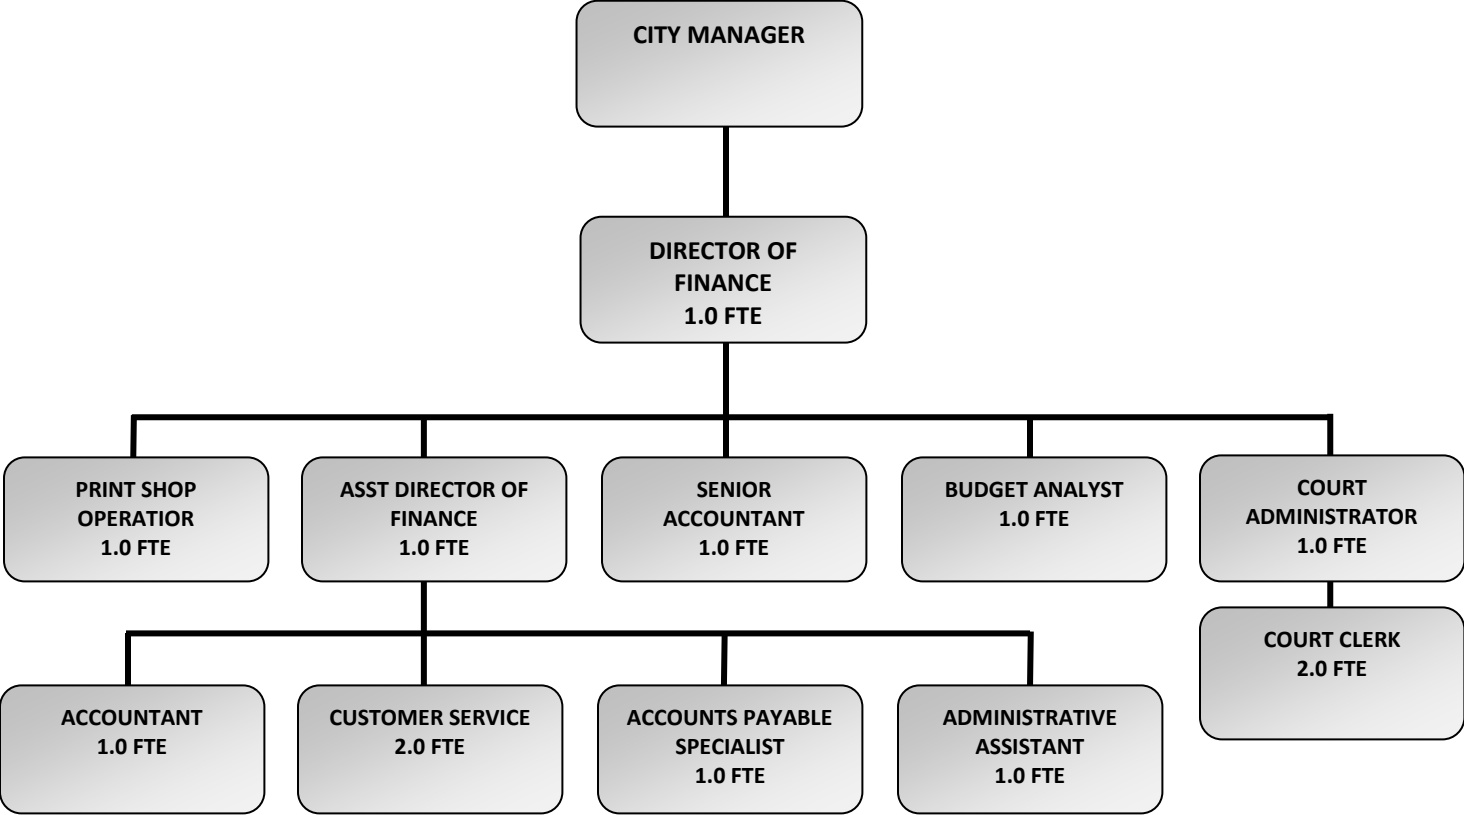 CITY MANAGER
DIRECTOR OF
FINANCE
1.0 FTE
PRINT SHOP
OPERATIOR
1.0 FTE
ASST DIRECTOR OF
FINANCE
1.0 FTE
SENIOR
ACCOUNTANT
1.0 FTE
BUDGET ANALYST
1.0 FTE
COURT
ADMINISTRATOR
1.0 FTE
COURT CLERK
2.0 FTE
ACCOUNTANT
1.0 FTE
CUSTOMER SERVICE
2.0 FTE
ACCOUNTS PAYABLE
SPECIALIST
1.0 FTE
ADMINISTRATIVE
ASSISTANT
1.0 FTE